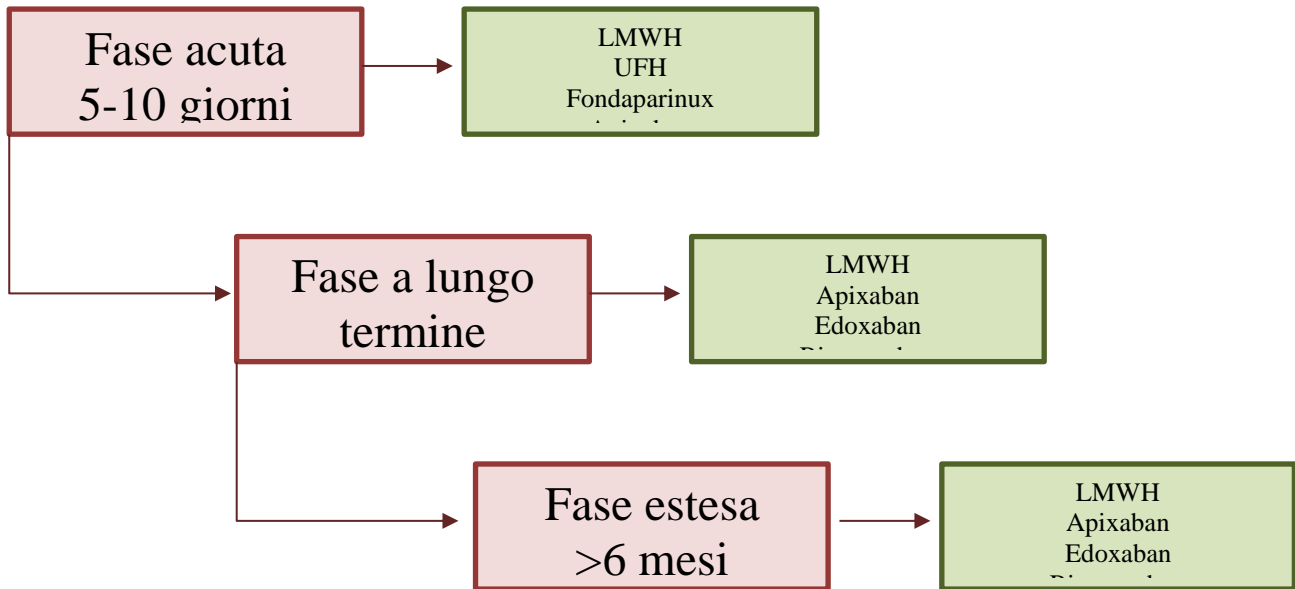 Fase acuta
5-10 giorni
LMWH
UFH
Fondaparinux
Fase a lungo
termine
LMWH
Apixaban
Edoxaban
Fase estesa
>6 mesi
LMWH
Apixaban
Edoxaban